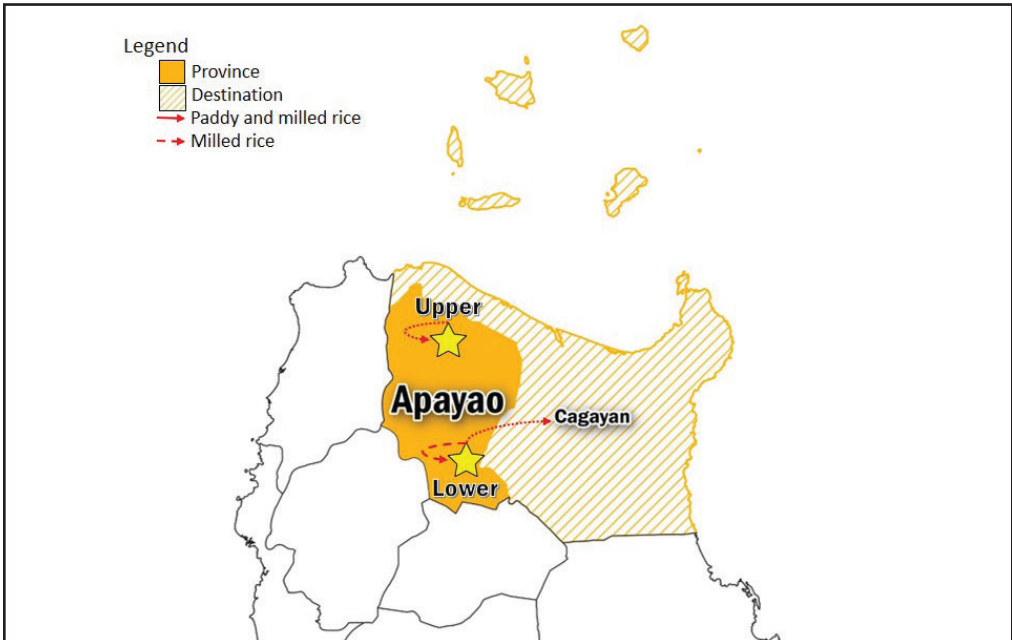 Legend
Province
Destination
Paddy and milled rice
Milled rice
Upper
Apayao
Cagayan
Lower